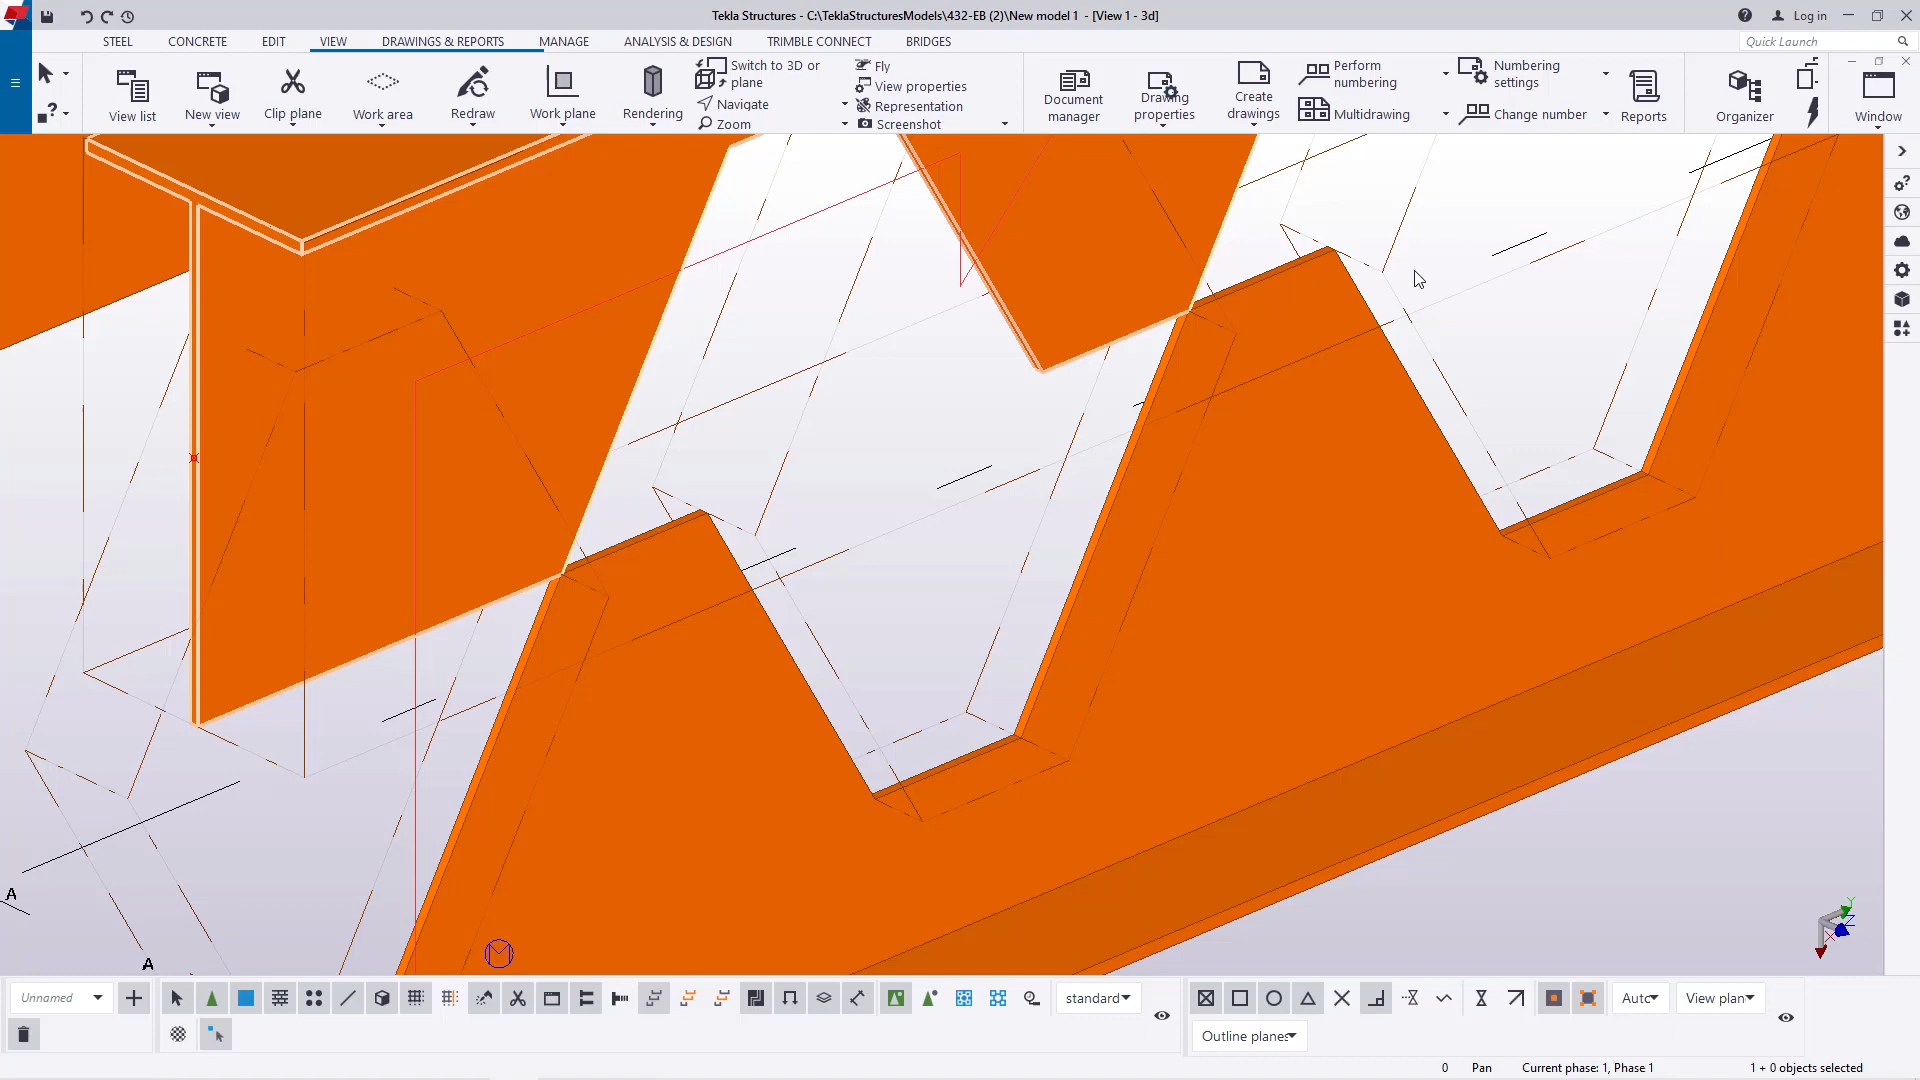 Tekla Structures - C:\TeklaStructuresModels\432-EB (2)\New model 1 - [View 1 - 3d]
Log in
STEEL
CONCRETE
EDIT
VIEW
DRAWINGS & REPORTS
MANAGE
ANALYSIS & DESIGN
TRIMBLE CONNECT
BRIDGES
Quick Launch
View list
New view
Clip plane
Work area
Redraw
Work plane
Rendering
Switch to 3D or
plane
Navigate
Zoom
Fly
View properties
Representation
Screenshot
Document
manager
Drawing
properties
Create
drawings
Perform
numbering
Multidrawing
Numbering
settings
Change number
Reports
Organizer
Window
A
A
Y
Z
X
Unnamed
standard
Auto
View plan
Outline planes
0
Pan
Current phase: 1, Phase 1
1 + 0 objects selected